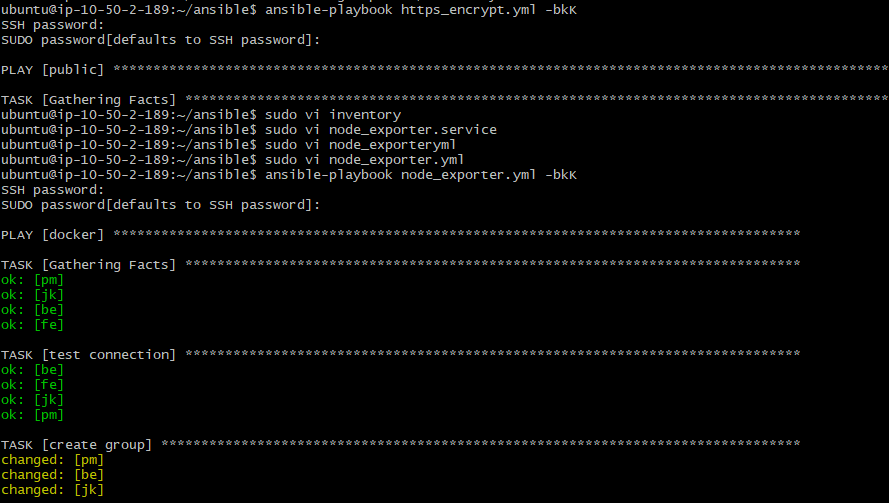 ubuntu@ip-10-50-2-189:~/ansible$ ansible-playbook https_encrypt.yml -bkK
SSH password:
SUDO password[defaults to SSH password]:
PLAY [public] *************************************************************************************************
TASK [Gathering Facts] ****************************************************************************************
ubuntu@ip-10-50-2-189:~/ansible$ sudo vi inventory
ubuntu@ip-10-50-2-189:~/ansible$ sudo vi node_exporter.service
ubuntu@ip-10-50-2-189:~/ansible$ sudo vi node_exporteryml
ubuntu@ip-10-50-2-189:~/ansible$ sudo vi node_exporter.yml
ubuntu@ip-10-50-2-189:~/ansible$ ansible-playbook node_exporter.yml -bkK
SSH password:
SUDO password[defaults to SSH password]:
PLAY [docker] **************************************************************************************
TASK [Gathering Facts] *****************************************************************************
ok: [pm]
ok: [jk]
ok: [be]
ok: [fe]
TASK [test connection] *****************************************************************************
ok: [be]
ok: [fe]
ok: [jk]
ok: [pm]
TASK [create group] ********************************************************************************
changed: [pm]
changed: [be]
changed: [jk]